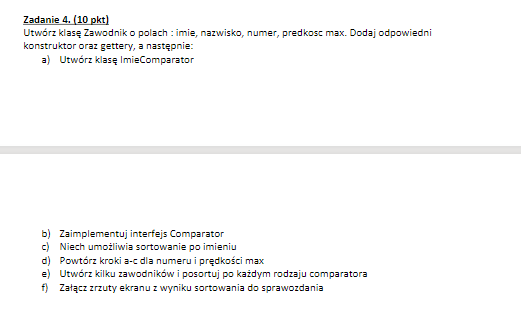 Zadanie 4. (10 pkt)
Utwórz klasę Zawodnik o polach : imie, nazwisko, numer, predkosc max. Dodaj odpowiedni
konstruktor oraz gettery, a następnie:
a) Utwórz klasę ImieComparator
b) Zaimplementuj interfejs Comparator
c) Niech umożliwia sortowanie po imieniu
d) Powtórz kroki a-c dla numeru i prędkości max
e) Utwórz kilku zawodników i posortuj po każdym rodzaju comparatora
f) Załącz zrzuty ekranu z wyniku sortowania do sprawozdania